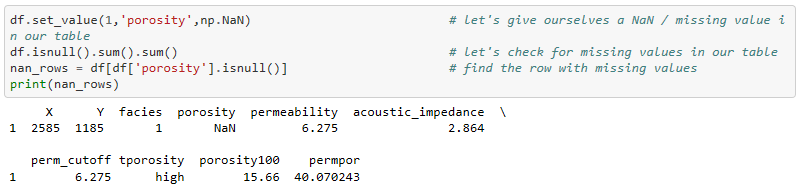 df.set_value(1,'porosity',np.NaN) # let's give ourselves a NaN / missing value i
n our table
df.isnull().sum().sum() # let's check for missing values in our table
nan_rows = df[df['porosity'].isnull()] # find the row with missing values
print(nan_rows)
X Y facies porosity permeability acoustic_impedance \
1 2585 1185 1 NaN 6.275 2.864
perm_cutoff tporosity porosity100 permpor
1 6.275 high 15.66 40.070243